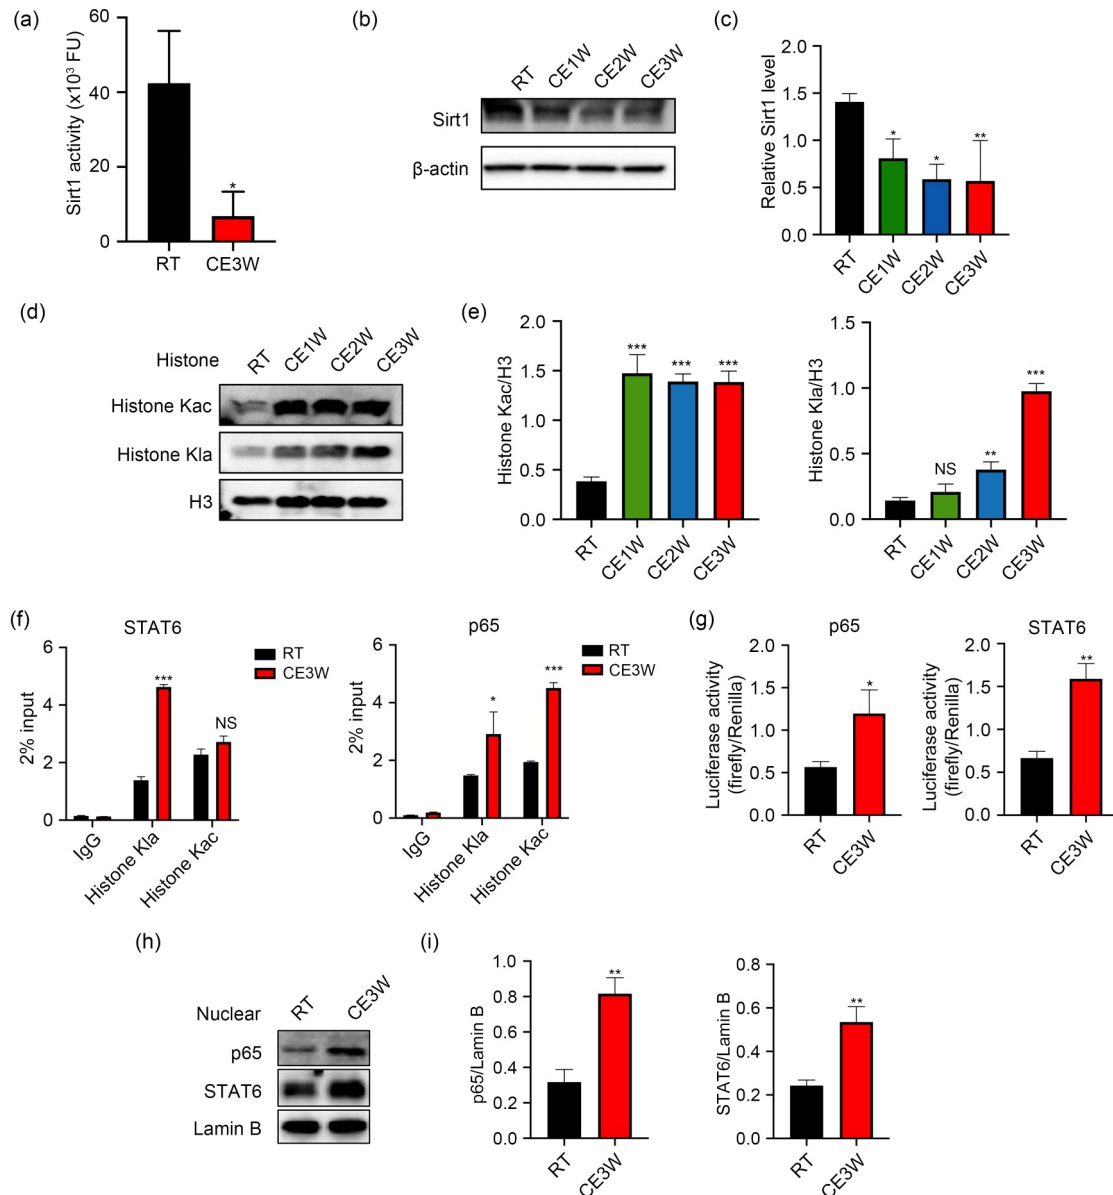 (a)
Sirt1 activity (x10³ FU)
60
40
20
0
*
RT
CE3W
(b)
RT
CE1W
CE2W
CE3W
Sirt1
β-actin
(c)
Relative Sirt1 level
2.0
1.5
1.0
0.5
0.0
*
*
**
RT
CE1W
CE2W
CE3W
(d)
Histone
RT
CE1W
CE2W
CE3W
Histone Kac
Histone Kla
H3
(e)
Histone Kac/H3
2.0
1.5
1.0
0.5
0.0
***
***
***
RT
CE1W
CE2W
CE3W
Histone Kla/H3
1.5
1.0
0.5
0.0
NS
**
***
RT
CE1W
CE2W
CE3W
(f)
STAT6
2% input
6
4
2
0
***
NS
RT
CE3W
IgG
Histone Kla
Histone Kac
p65
2% input
6
4
2
0
*
***
RT
CE3W
IgG
Histone Kla
Histone Kac
(g)
p65
Luciferase activity
(firefly/Renilla)
2.0
1.5
1.0
0.5
0.0
*
RT
CE3W
STAT6
Luciferase activity
(firefly/Renilla)
2.0
1.5
1.0
0.5
0.0
**
RT
CE3W
(h)
Nuclear
RT
CE3W
p65
STAT6
Lamin B
(i)
p65/Lamin B
1.0
0.8
0.6
0.4
0.2
0.0
**
RT
CE3W
STAT6/Lamin B
0.8
0.6
0.4
0.2
0.0
**
RT
CE3W